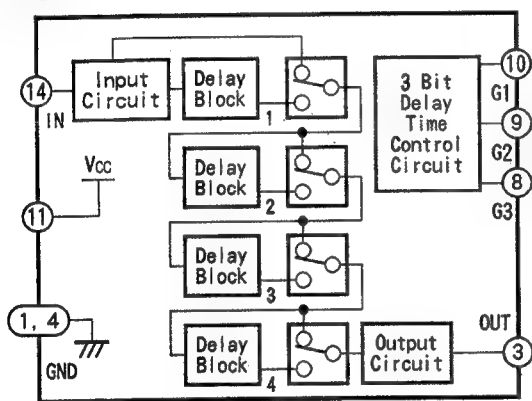 14
IN
Input
Circuit
Delay
Block
1
3 Bit
Delay
Time
Control
Circuit
10
G1
9
G2
8
G3
Vcc
11
Delay
Block
2
Delay
Block
3
1, 4
GND
Delay
Block
4
Output
Circuit
OUT
3